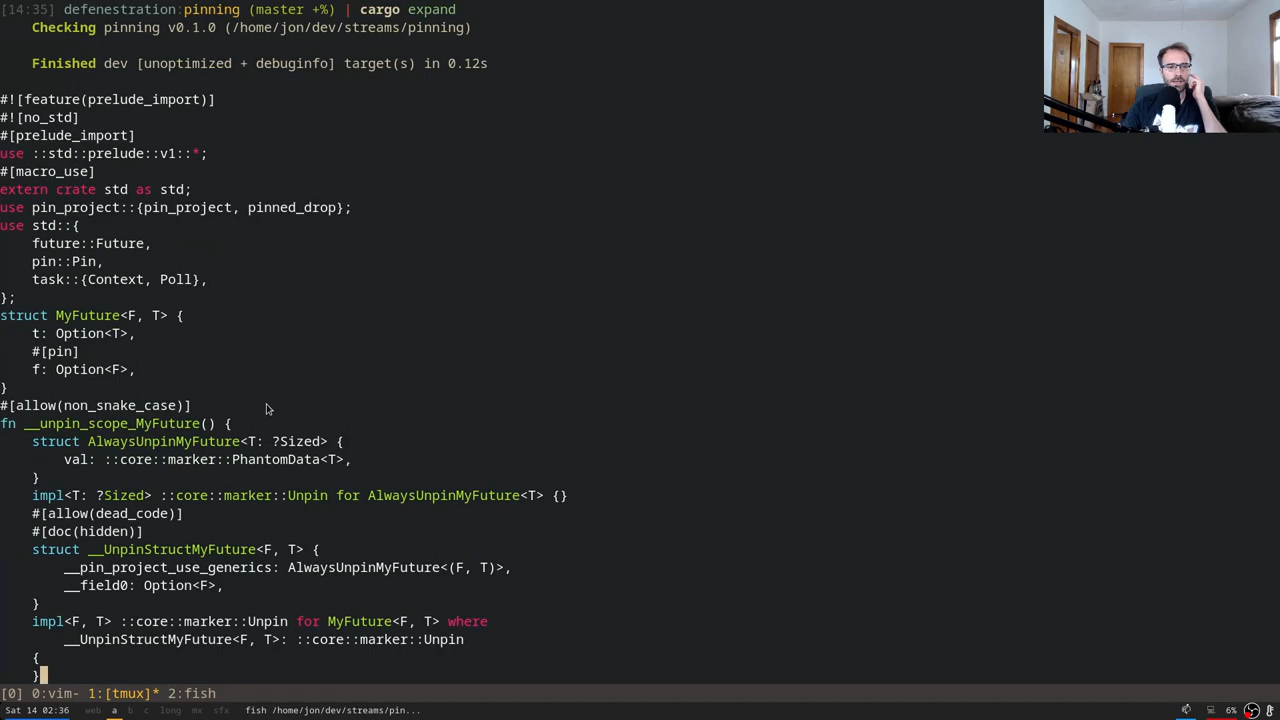 [14:35] defenestration:pinning (master +%) | cargo expand
    Checking pinning v0.1.0 (/home/jon/dev/streams/pinning)
    Finished dev [unoptimized + debuginfo] target(s) in 0.12s
#![feature(prelude_import)]
#![no_std]
#[prelude_import]
use ::std::prelude::v1::*;
#[macro_use]
extern crate std as std;
use pin_project::{pin_project, pinned_drop};
use std::{
    future::Future,
    pin::Pin,
    task::{Context, Poll},
};
struct MyFuture<F, T> {
    t: Option<T>,
    #[pin]
    f: Option<F>,
}
#[allow(non_snake_case)]
fn __unpin_scope_MyFuture() {
    struct AlwaysUnpinMyFuture<T: ?Sized> {
        val: ::core::marker::PhantomData<T>,
    }
    impl<T: ?Sized> ::core::marker::Unpin for AlwaysUnpinMyFuture<T> {}
    #[allow(dead_code)]
    #[doc(hidden)]
    struct __UnpinStructMyFuture<F, T> {
        __pin_project_use_generics: AlwaysUnpinMyFuture<(F, T)>,
        __field0: Option<F>,
    }
    impl<F, T> ::core::marker::Unpin for MyFuture<F, T> where
        __UnpinStructMyFuture<F, T>: ::core::marker::Unpin
    {
    }
[0] 0:vim- 1:[tmux]* 2:fish
Sat 14 02:36 web a b c long mx sfx fish /home/jon/dev/streams/pin... 6%